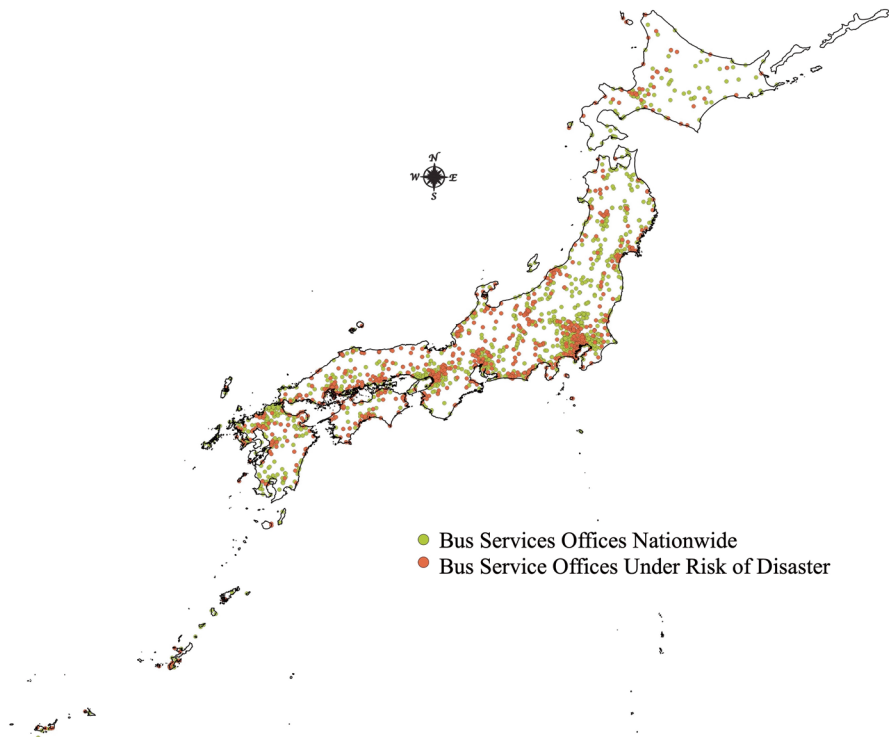 N
W E
S
Bus Services Offices Nationwide
Bus Service Offices Under Risk of Disaster